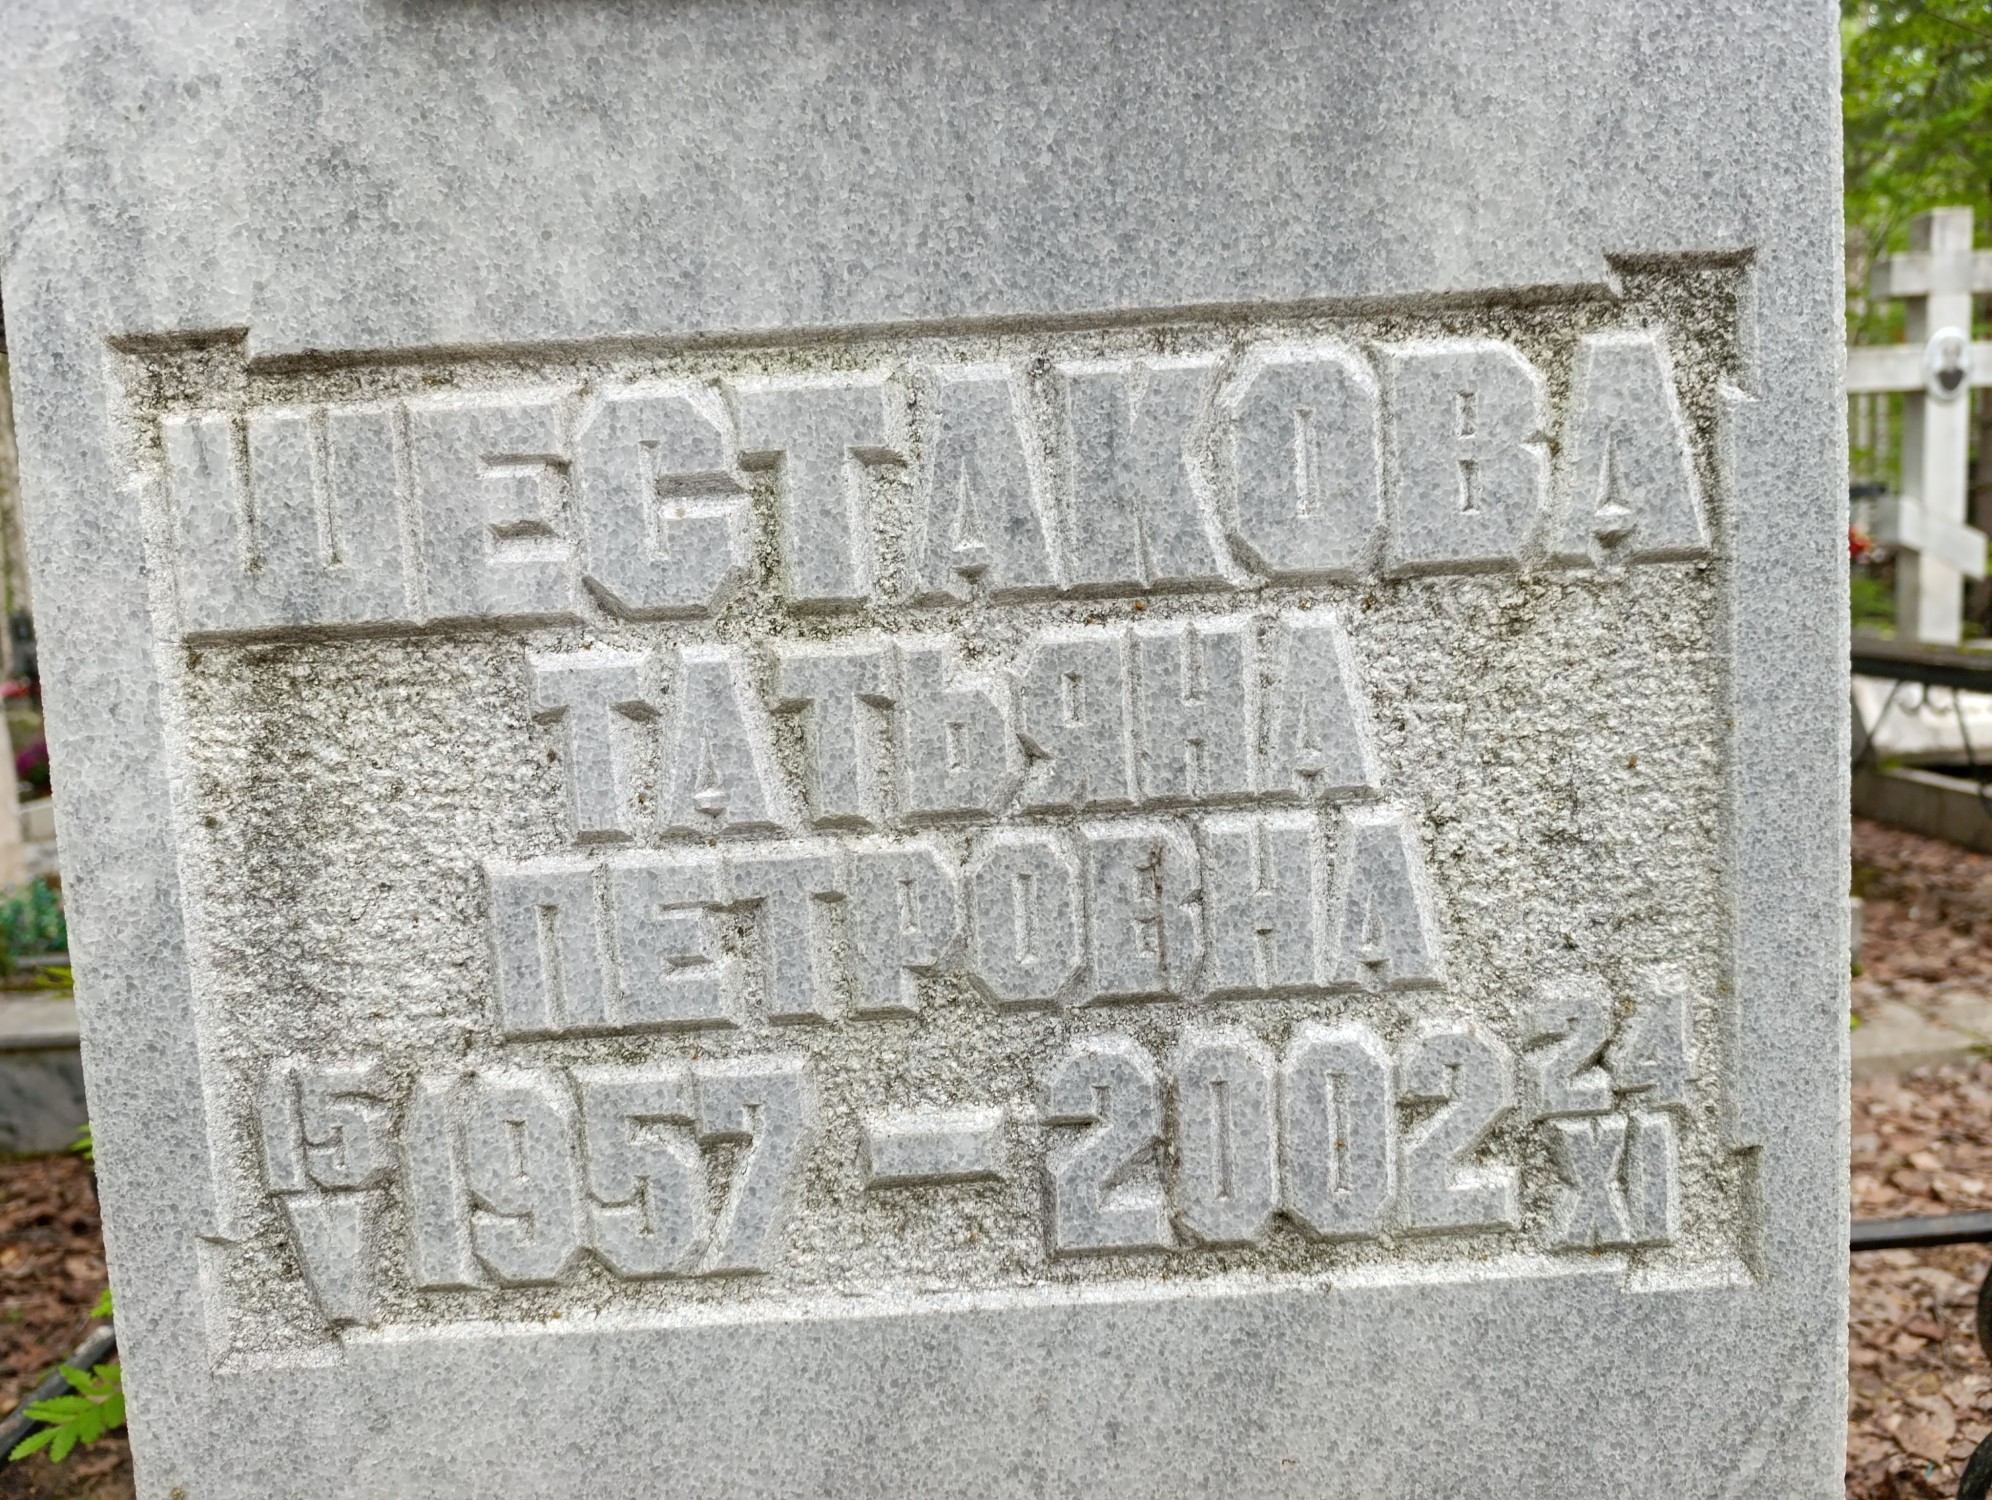 ШЕСТАКОВА
ТАТЬЯНА
ПЕТРОВНА
15 V 1957 – 2002 24 XI